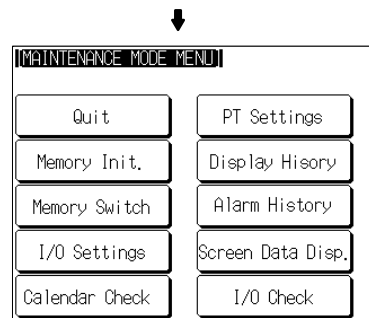 [MAINTENANCE MODE MENU]
Quit
PT Settings
Memory Init.
Display Hisory
Memory Switch
Alarm History
I/O Settings
Screen Data Disp.
Calendar Check
I/O Check